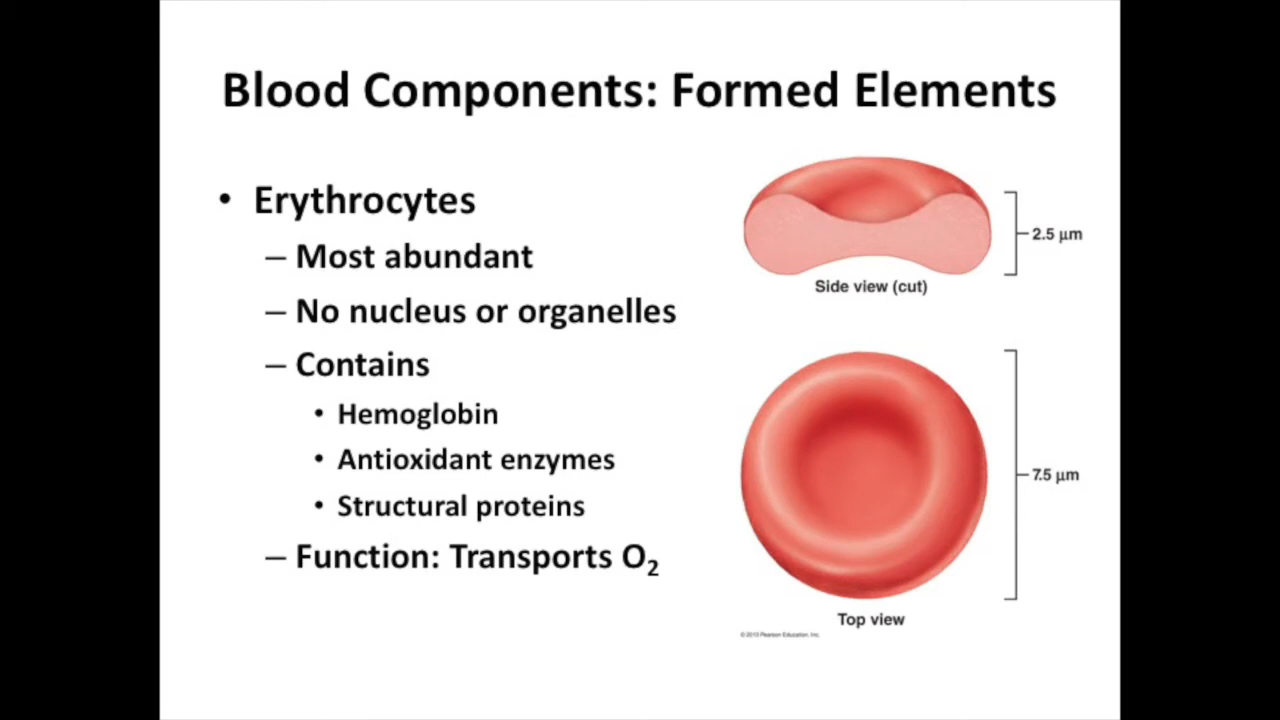 Blood Components: Formed Elements
• Erythrocytes
– Most abundant
– No nucleus or organelles
– Contains
• Hemoglobin
• Antioxidant enzymes
• Structural proteins
– Function: Transports O₂
2.5 µm
Side view (cut)
7.5 µm
Top view
© 2013 Pearson Education, Inc.